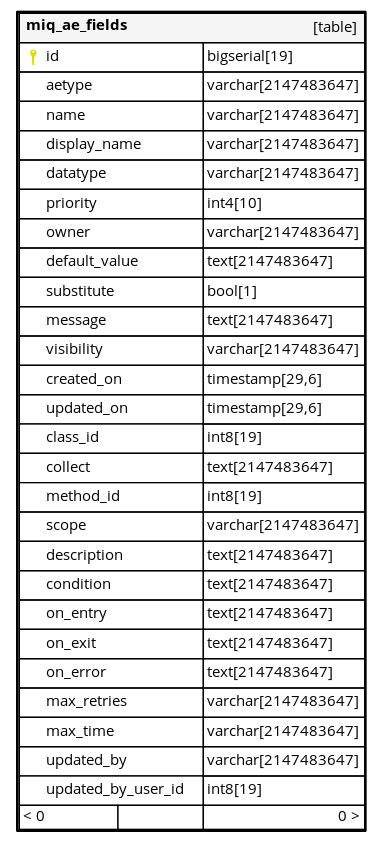 miq_ae_fields [table]
id bigserial[19]
aetype varchar[2147483647]
name varchar[2147483647]
display_name varchar[2147483647]
datatype varchar[2147483647]
priority int4[10]
owner varchar[2147483647]
default_value text[2147483647]
substitute bool[1]
message text[2147483647]
visibility varchar[2147483647]
created_on timestamp[29,6]
updated_on timestamp[29,6]
class_id int8[19]
collect text[2147483647]
method_id int8[19]
scope varchar[2147483647]
description text[2147483647]
condition text[2147483647]
on_entry text[2147483647]
on_exit text[2147483647]
on_error text[2147483647]
max_retries varchar[2147483647]
max_time varchar[2147483647]
updated_by varchar[2147483647]
updated_by_user_id int8[19]
< 0 0 >